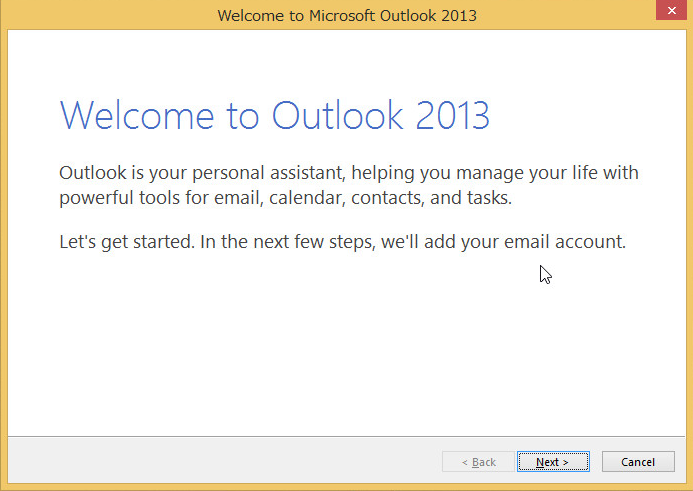 Welcome to Microsoft Outlook 2013
Welcome to Outlook 2013
Outlook is your personal assistant, helping you manage your life with
powerful tools for email, calendar, contacts, and tasks.
Let's get started. In the next few steps, we'll add your email account.
< Back Next > Cancel